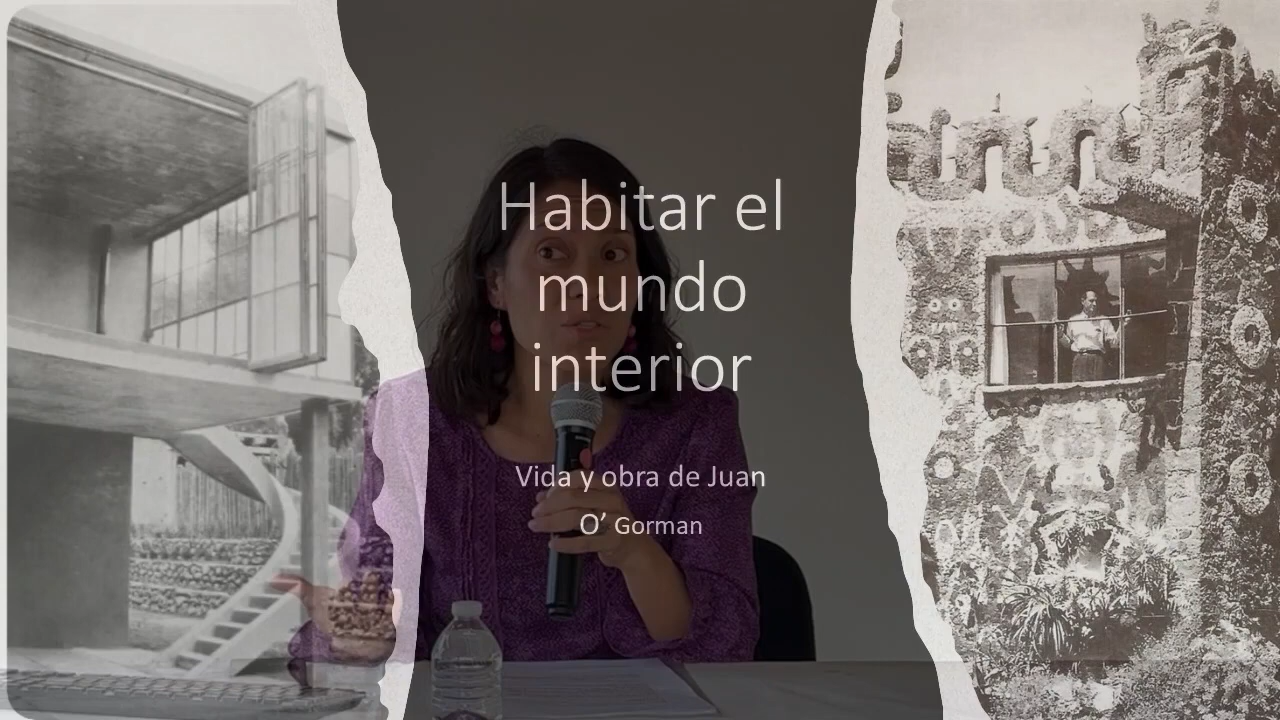 Habitar el
mundo
interior
Vida y obra de Juan
O’ Gorman